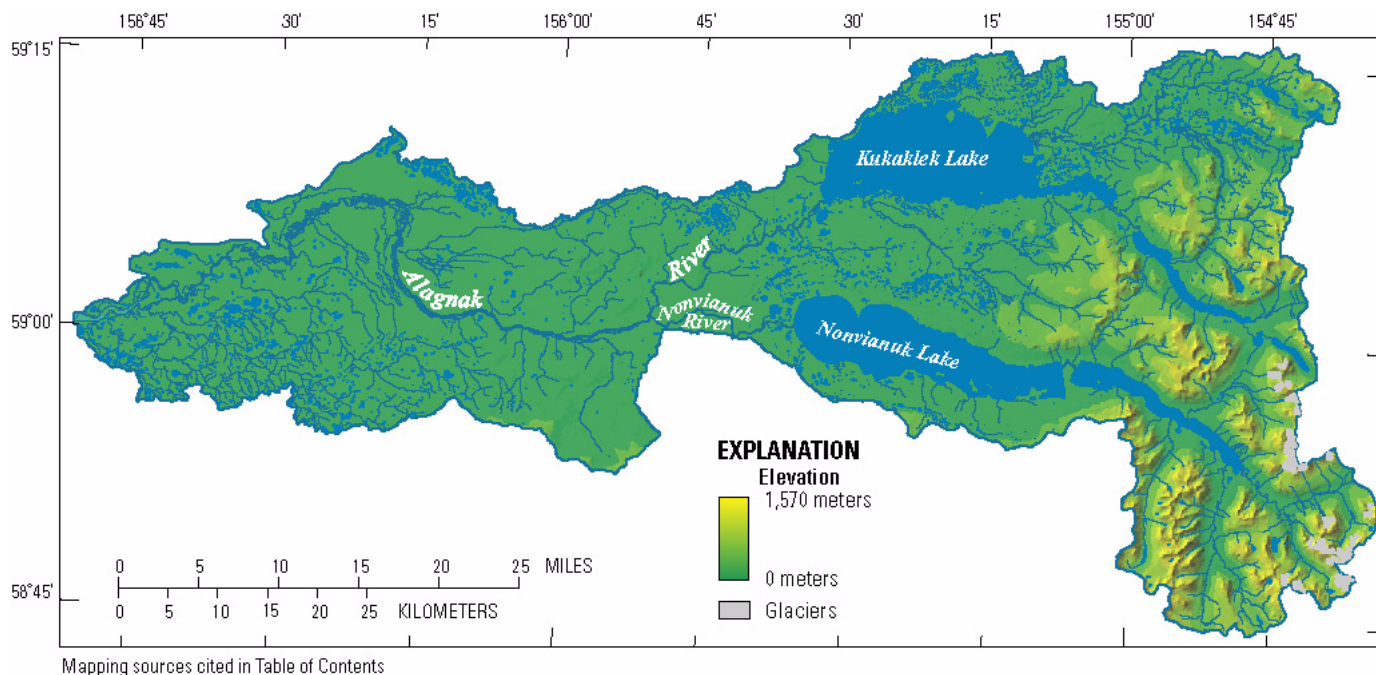 156°45' 30' 15' 156°00' 45' 30' 15' 155°00' 154°45'
59°15'
Kukaklek Lake
River
Alagnak
Nonvianuk
River
59°00'
Nonvianuk Lake
EXPLANATION
Elevation
1,570 meters
0 meters
Glaciers
0 5 10 15 20 25 MILES
0 5 10 15 20 25 KILOMETERS
58°45'
Mapping sources cited in Table of Contents